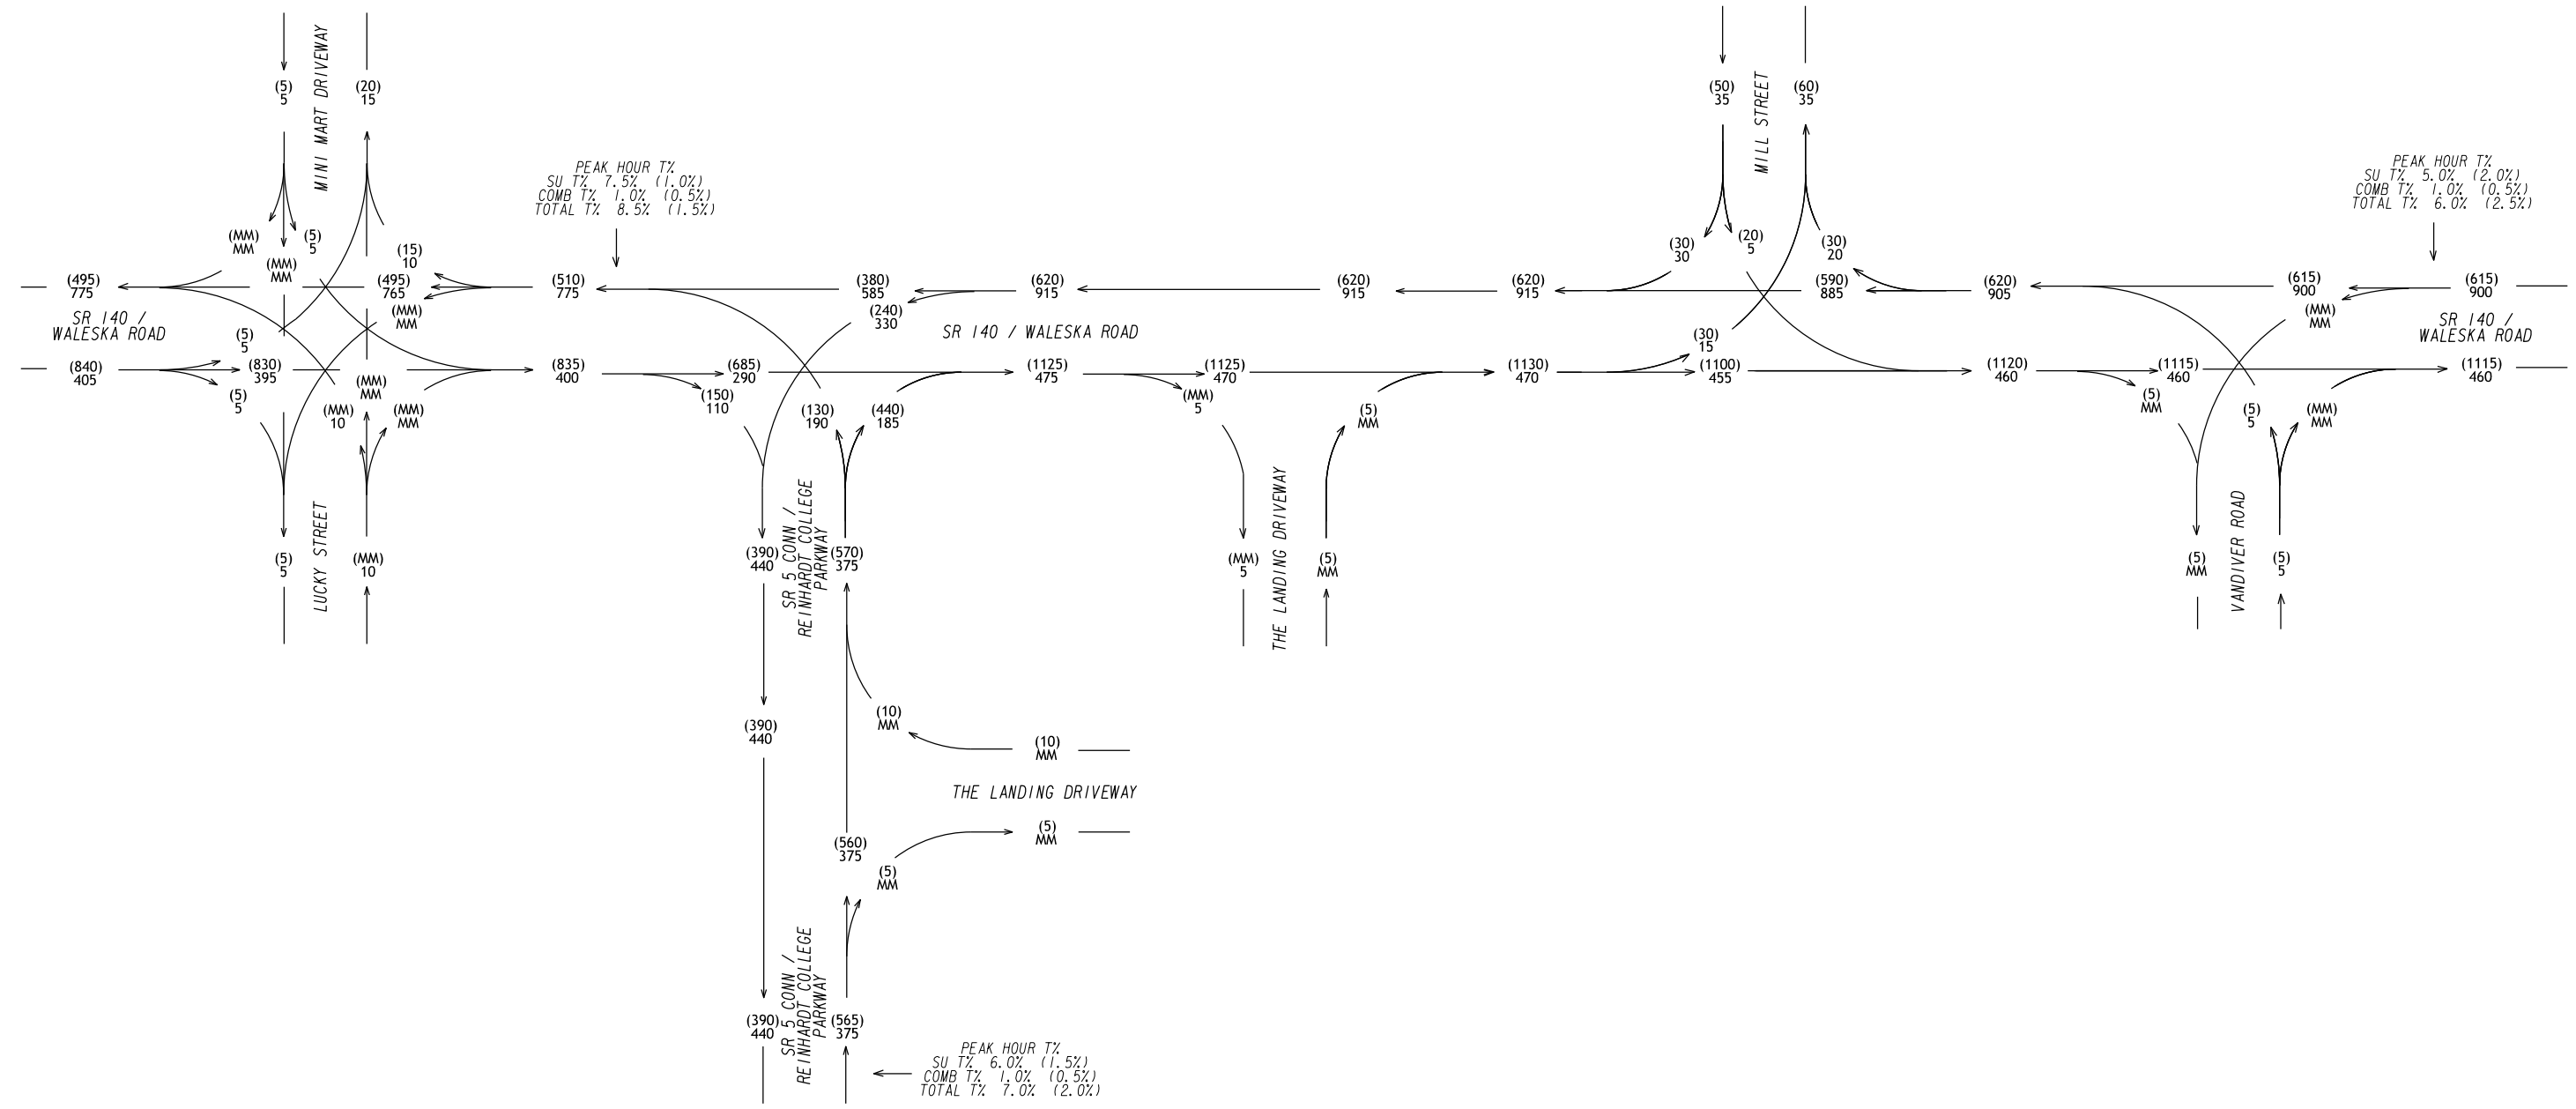 MINI MART DRIVEWAY
(5)
5
(20)
15
(MM)
MM
(MM)
MM
(5)
5
(15)
10
(495)
775
(495)
765
(MM)
MM
SR 140 /
WALESKA ROAD
(840)
405
(5)
5
(830)
395
(5)
5
(MM)
MM
(MM)
10
(MM)
MM
(5)
5
LUCKY STREET
(MM)
10
PEAK HOUR T%
SU T% 7.5% (1.0%)
COMB T% 1.0% (0.5%)
TOTAL T% 8.5% (1.5%)
(510)
775
(835)
400
(380)
585
(240)
330
(620)
915
SR 140 / WALESKA ROAD
(685)
290
(150)
110
(130)
190
(440)
185
(1125)
475
(390)
440
SR 5 CONN /
REINHARDT COLLEGE
PARKWAY
(570)
375
(390)
440
(10)
MM
(10)
MM
THE LANDING DRIVEWAY
(5)
MM
(560)
375
(5)
MM
(390)
440
SR 5 CONN /
REINHARDT COLLEGE
PARKWAY
(565)
375
PEAK HOUR T%
SU T% 6.0% (1.5%)
COMB T% 1.0% (0.5%)
TOTAL T% 7.0% (2.0%)
(620)
915
(1125)
470
(MM)
5
(5)
MM
(MM)
5
THE LANDING DRIVEWAY
(5)
MM
(620)
915
(1130)
470
(50)
35
MILL STREET
(60)
35
(30)
30
(20)
5
(30)
20
(590)
885
(30)
15
(1100)
455
(620)
905
(1120)
460
PEAK HOUR T%
SU T% 5.0% (2.0%)
COMB T% 1.0% (0.5%)
TOTAL T% 6.0% (2.5%)
(615)
900
(MM)
MM
(615)
900
SR 140 /
WALESKA ROAD
(1115)
460
(5)
MM
(5)
5
(MM)
MM
(1115)
460
(5)
MM
VANDIVER ROAD
(5)
5